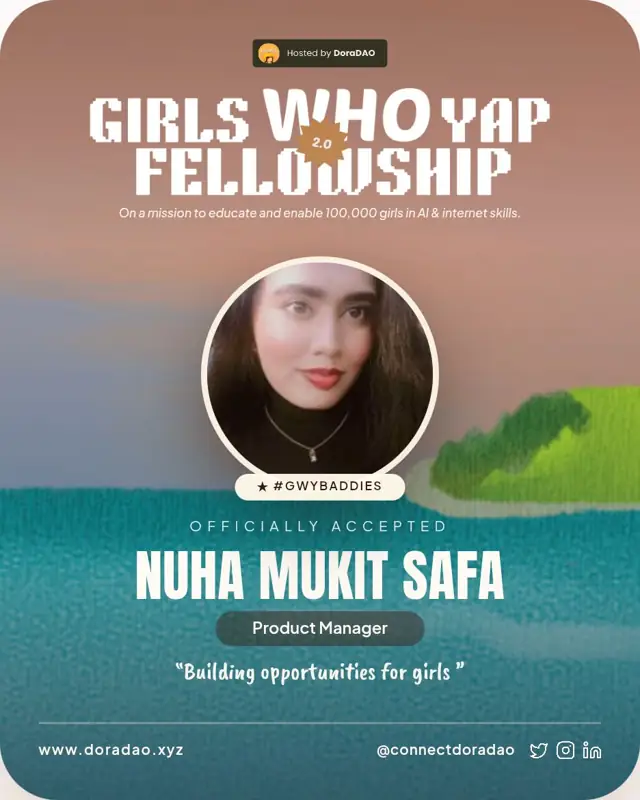 Hosted by DoraDAO
GIRLS WHO YAP
2.0
FELLOWSHIP
On a mission to educate and enable 100,000 girls in AI & internet skills.
★ #GWYBADDIES
OFFICIALLY ACCEPTED
NUHA MUKIT SAFA
Product Manager
“Building opportunities for girls ”
www.doradao.xyz
@connectdoradao